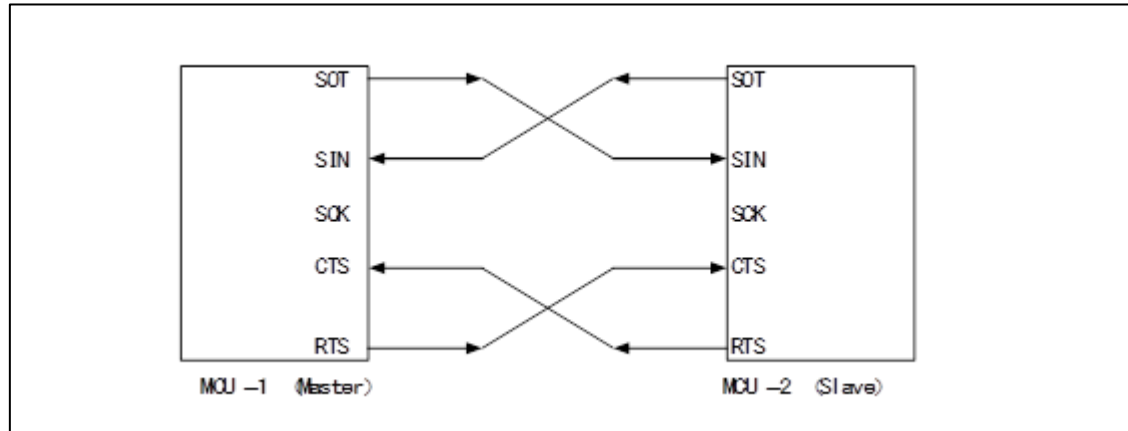 SOT SOT
SIN SIN
SCK SCK
CTS CTS
RTS RTS
MCU -1 (Master) MCU -2 (Slave)